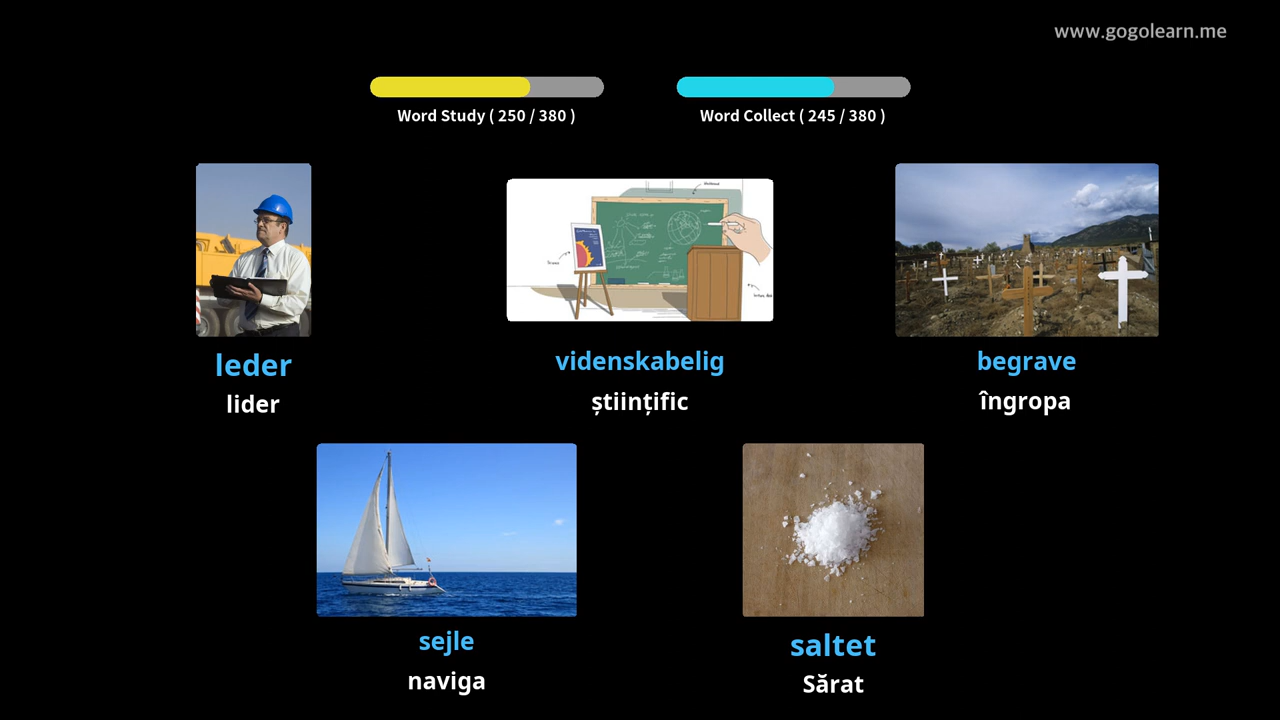 www.gogolearn.me
Word Study ( 250 / 380 )
Word Collect ( 245 / 380 )
leder
lider
videnskabelig
științific
begrave
îngropa
sejle
naviga
saltet
Sărat